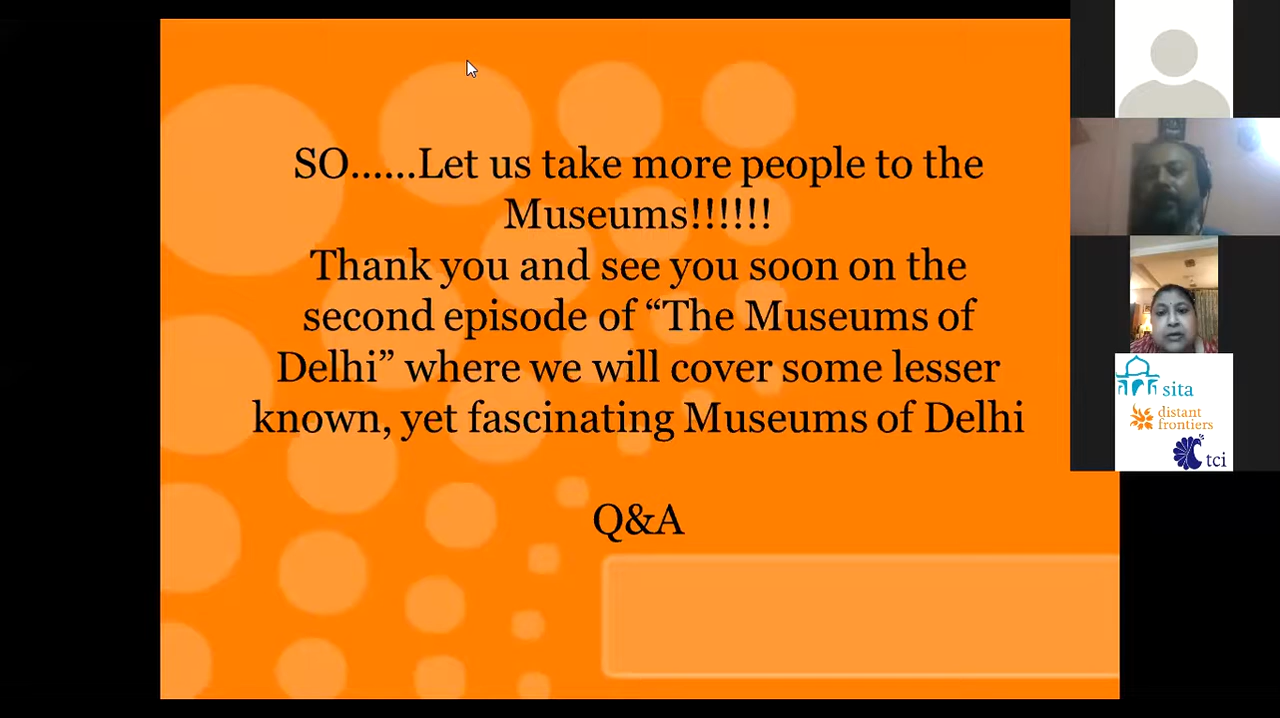 SO......Let us take more people to the
Museums!!!!!!
Thank you and see you soon on the
second episode of “The Museums of
Delhi” where we will cover some lesser
known, yet fascinating Museums of Delhi
Q&A
sita
distant
frontiers
tci